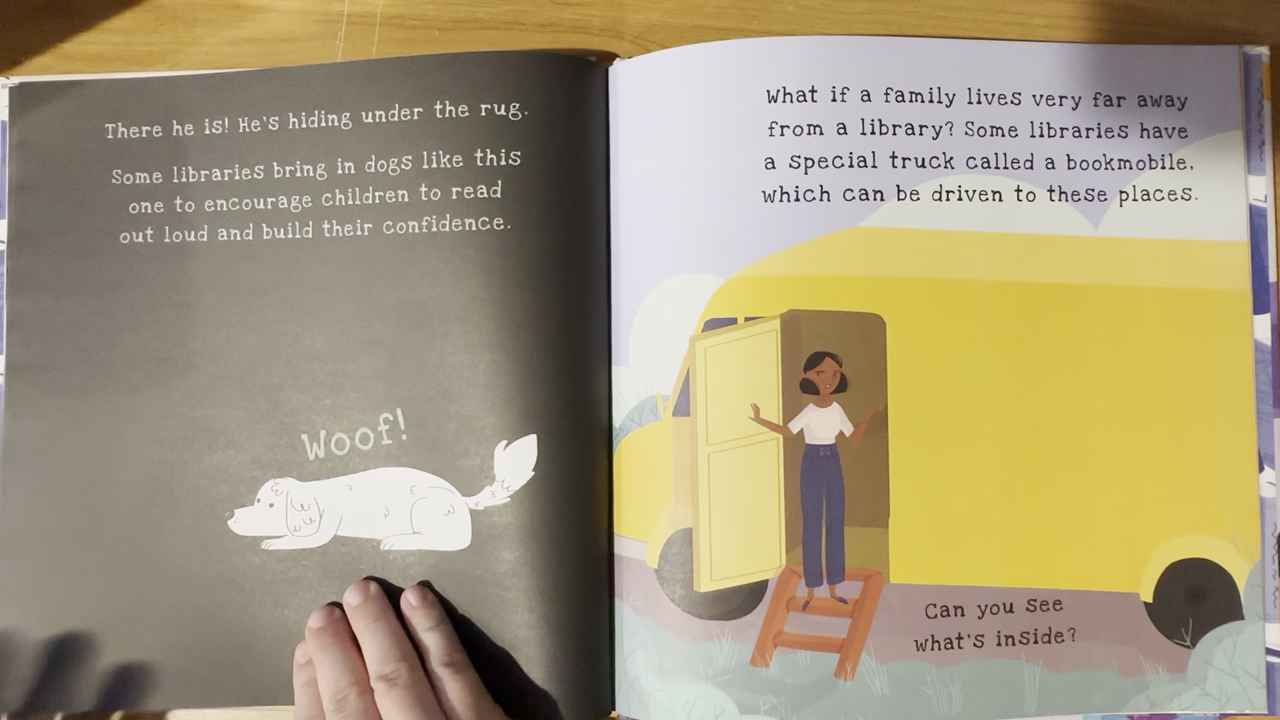 There he is! He's hiding under the rug.
Some libraries bring in dogs like this
one to encourage children to read
out loud and build their confidence.
Woof!
What if a family lives very far away
from a library? Some libraries have
a special truck called a bookmobile,
which can be driven to these places.
Can you see
what's inside?